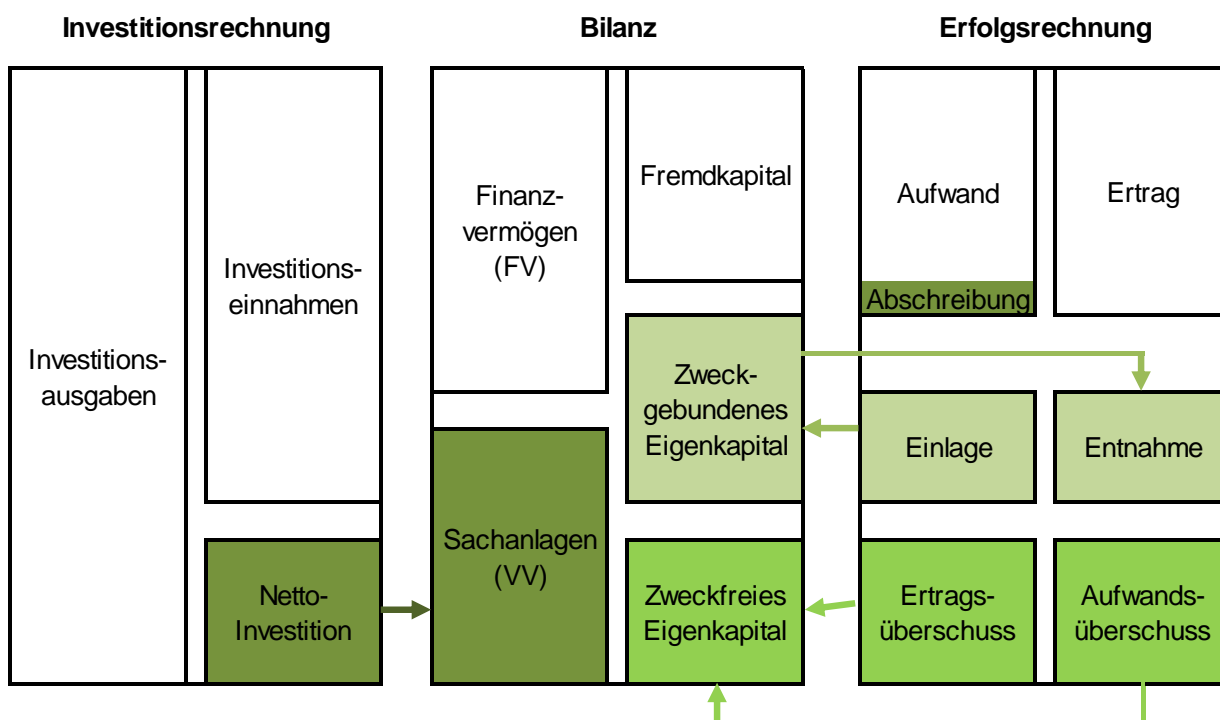 Investitionsrechnung
Investitions-
ausgaben
Investitions-
einnahmen
Netto-
Investition
Bilanz
Finanz-
vermögen
(FV)
Sachanlagen
(VV)
Fremdkapital
Zweck-
gebundenes
Eigenkapital
Zweckfreies
Eigenkapital
Erfolgsrechnung
Aufwand
Abschreibung
Einlage
Ertrags-
überschuss
Ertrag
Entnahme
Aufwands-
überschuss